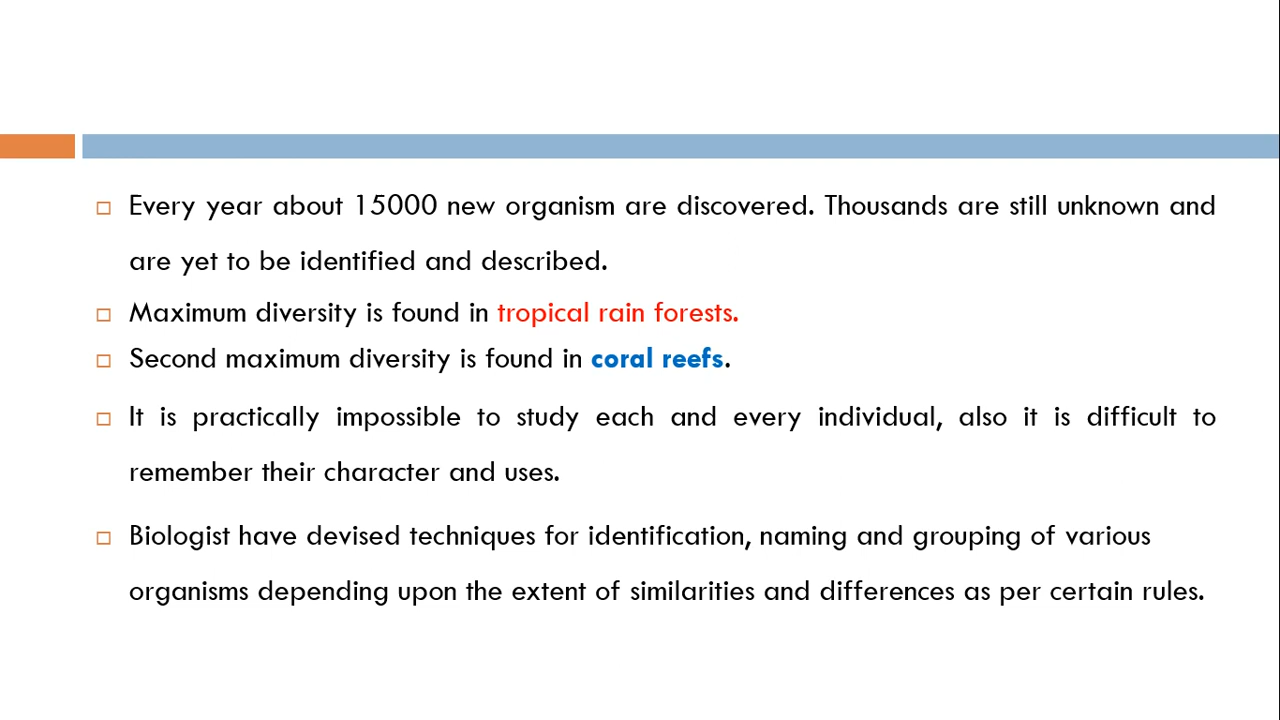 Every year about 15000 new organism are discovered. Thousands are still unknown and
are yet to be identified and described.
Maximum diversity is found in tropical rain forests.
Second maximum diversity is found in coral reefs.
It is practically impossible to study each and every individual, also it is difficult to
remember their character and uses.
Biologist have devised techniques for identification, naming and grouping of various
organisms depending upon the extent of similarities and differences as per certain rules.